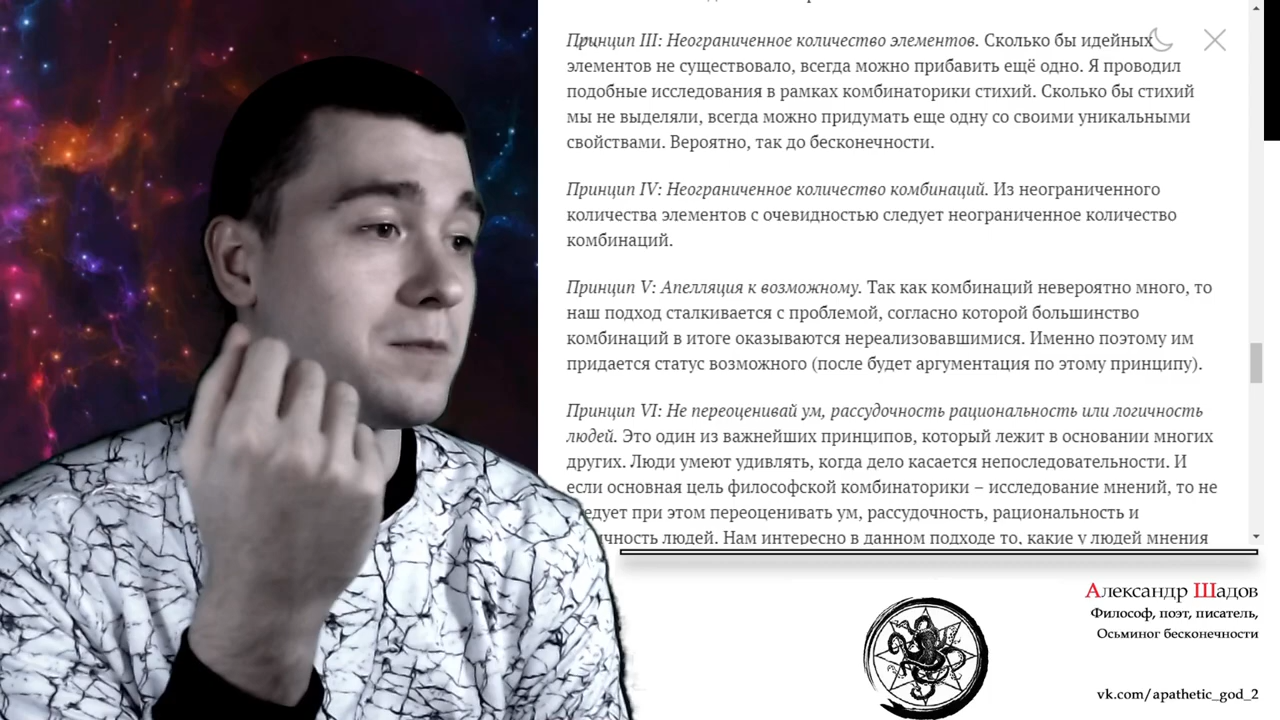 Принцип III: Неограниченное количество элементов. Сколько бы идейных
элементов не существовало, всегда можно прибавить ещё одно. Я проводил
подобные исследования в рамках комбинаторики стихий. Сколько бы стихий
мы не выделяли, всегда можно придумать еще одну со своими уникальными
свойствами. Вероятно, так до бесконечности.
Принцип IV: Неограниченное количество комбинаций. Из неограниченного
количества элементов с очевидностью следует неограниченное количество
комбинаций.
Принцип V: Апелляция к возможному. Так как комбинаций невероятно много, то
наш подход сталкивается с проблемой, согласно которой большинство
комбинаций в итоге оказываются нереализовавшимися. Именно поэтому им
придается статус возможного (после будет аргументация по этому принципу).
Принцип VI: Не переоценивай ум, рассудочность рациональность или логичность
людей. Это один из важнейших принципов, который лежит в основании многих
других. Люди умеют удивлять, когда дело касается непоследовательности. И
если основная цель философской комбинаторики – исследование мнений, то не
едует при этом переоценивать ум, рассудочность, рациональность и
ичность людей. Нам интересно в данном подходе то, какие у людей мнения
Александр Шадов
Философ, поэт, писатель,
Осьминог бесконечности
vk.com/apathetic_god_2